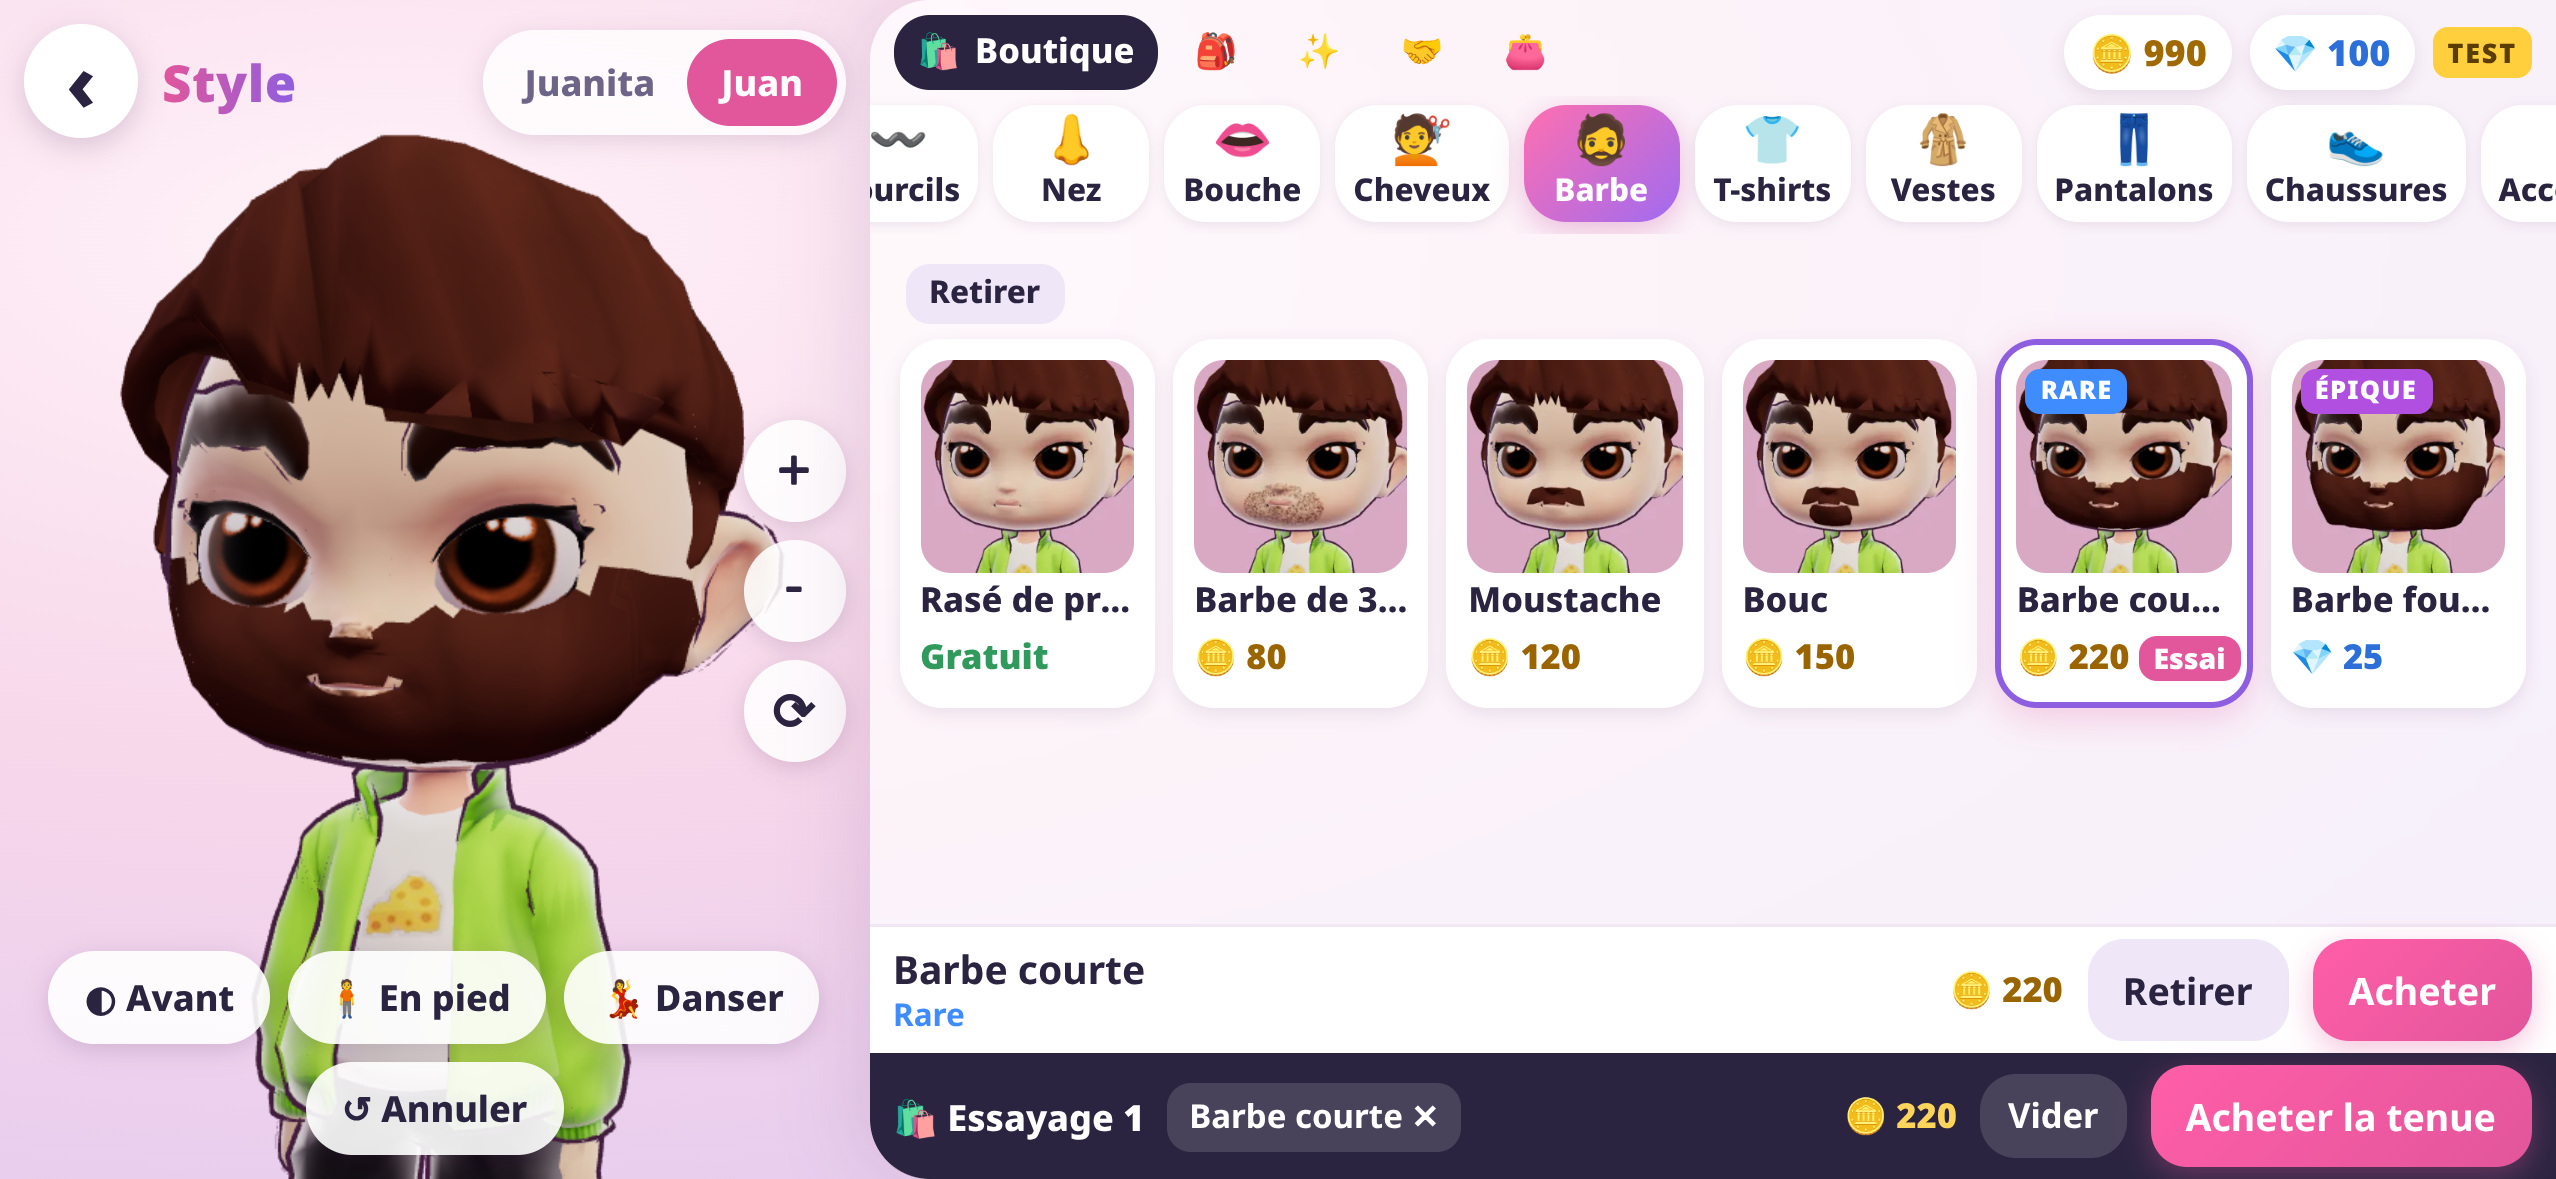 Style
Juanita
Juan
Boutique
990
100
TEST
ourcils
Nez
Bouche
Cheveux
Barbe
T-shirts
Vestes
Pantalons
Chaussures
Acc
Retirer
RARE
ÉPIQUE
Rasé de pr...
Barbe de 3...
Moustache
Bouc
Barbe cou...
Barbe fou...
Gratuit
80
120
150
220 Essai
25
+
-
Avant
En pied
Danser
↺ Annuler
Barbe courte
Rare
220
Retirer
Acheter
Essayage 1
Barbe courte ✕
220
Vider
Acheter la tenue